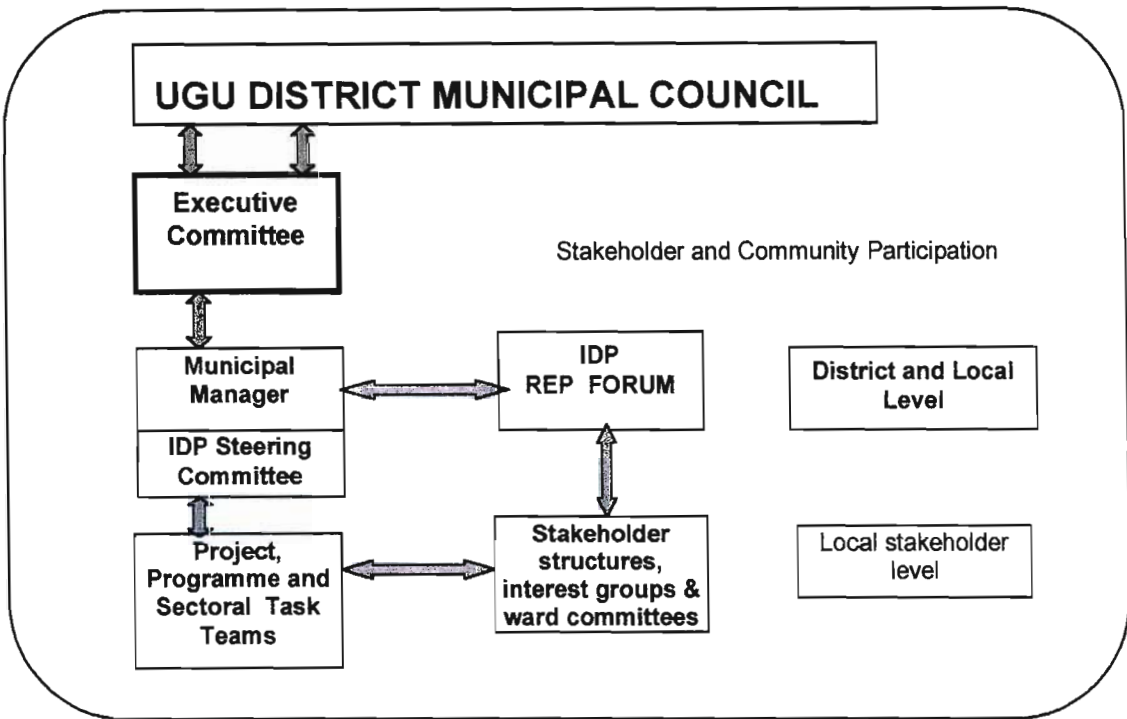 UGU DISTRICT MUNICIPAL COUNCIL
Executive
Committee
Stakeholder and Community Participation
Municipal
Manager
IDP
REP FORUM
District and Local
Level
IDP Steering
Committee
Project,
Programme and
Sectoral Task
Teams
Stakeholder
structures,
interest groups &
ward committees
Local stakeholder
level